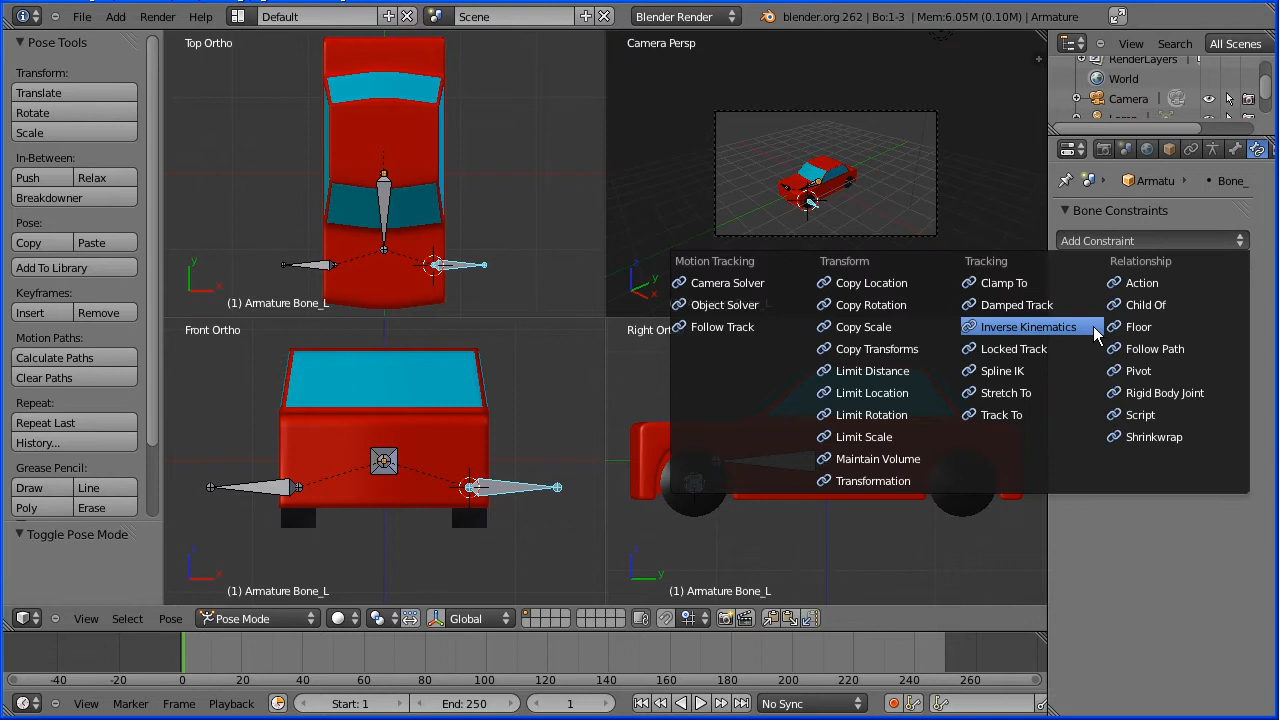 File Add Render Help Default Scene Blender Render blender.org 262 | Bo:1-3 | Mem:6.05M (0.10M) | Armature
Pose Tools
Transform:
Translate
Rotate
Scale
In-Between:
Push Relax
Breakdowner
Pose:
Copy Paste
Add To Library
Keyframes:
Insert Remove
Motion Paths:
Calculate Paths
Clear Paths
Repeat:
Repeat Last
History...
Grease Pencil:
Draw Line
Poly Erase
Toggle Pose Mode
Top Ortho
y
x
(1) Armature Bone_L
Camera Persp
z
y
x
Front Ortho
z
x
(1) Armature Bone_L
Right Ort
z
y
(1) Armature Bone_L
View Search All Scenes
RenderLayers
World
Camera
Armatu Bone_
Bone Constraints
Add Constraint
Motion Tracking
Camera Solver
Object Solver
Follow Track
Transform
Copy Location
Copy Rotation
Copy Scale
Copy Transforms
Limit Distance
Limit Location
Limit Rotation
Limit Scale
Maintain Volume
Transformation
Tracking
Clamp To
Damped Track
Inverse Kinematics
Locked Track
Spline IK
Stretch To
Track To
Relationship
Action
Child Of
Floor
Follow Path
Pivot
Rigid Body Joint
Script
Shrinkwrap
View Select Pose Pose Mode Global
-40 -20 0 20 40 60 80 100 120 140 160 180 200 220 240 260
View Marker Frame Playback Start: 1 End: 250 1 No Sync